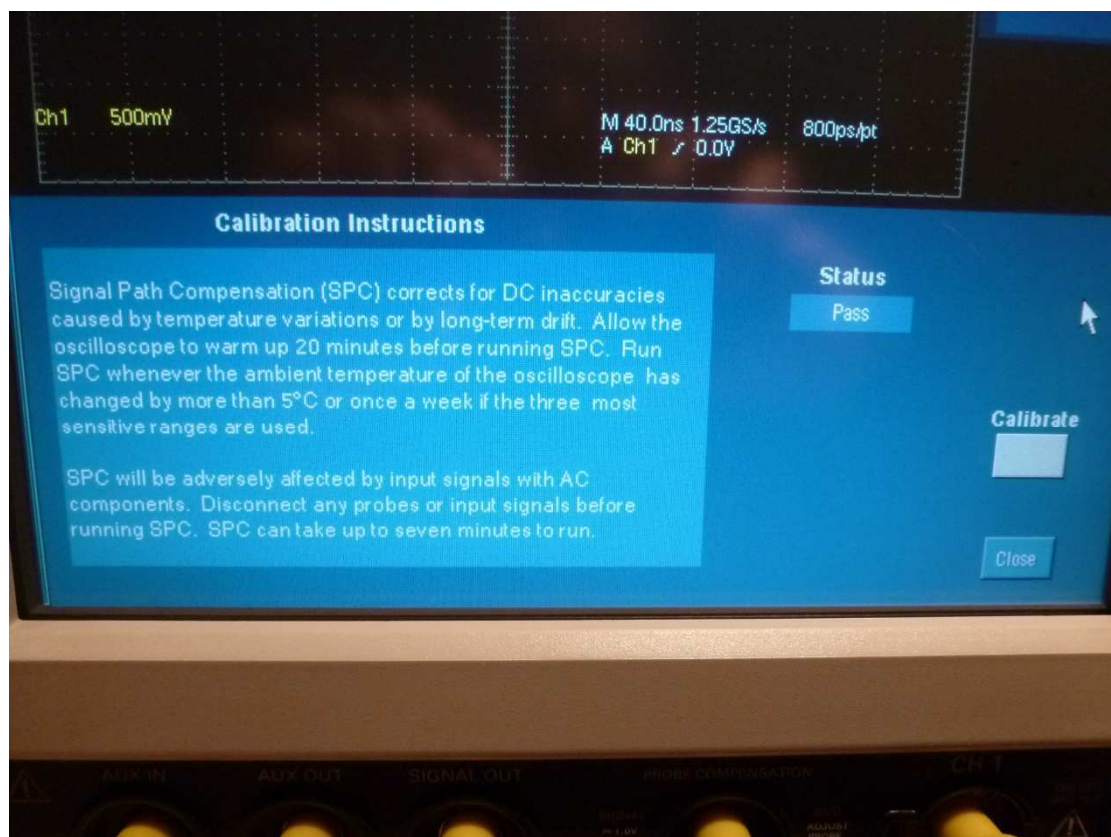 Ch1 500mV
M 40.0ns 1.25GS/s 800ps/pt
A Ch1 0.0V
Calibration Instructions
Signal Path Compensation (SPC) corrects for DC inaccuracies
caused by temperature variations or by long-term drift. Allow the
oscilloscope to warm up 20 minutes before running SPC. Run
SPC whenever the ambient temperature of the oscilloscope has
changed by more than 5°C or once a week if the three most
sensitive ranges are used.
SPC will be adversely affected by input signals with AC
components. Disconnect any probes or input signals before
running SPC. SPC can take up to seven minutes to run.
Status
Pass
Calibrate
Close
AUX IN
AUX OUT
SIGNAL OUT
PROBE COMPENSATION
CH 1
SIGNAL